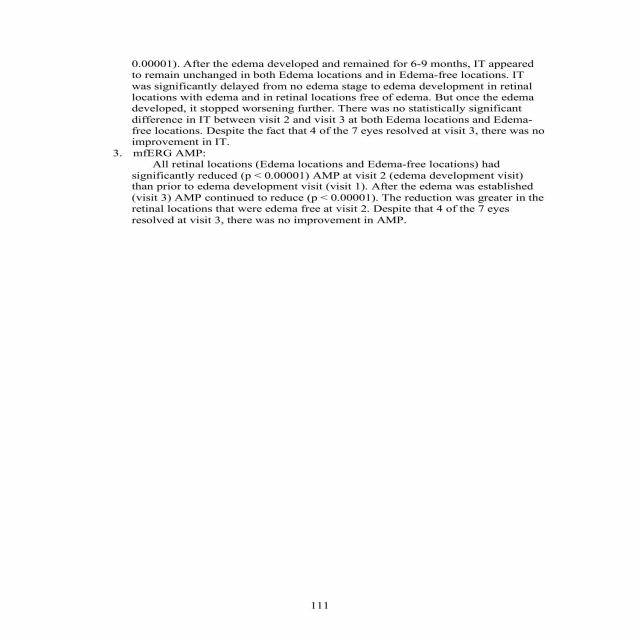 0.00001). After the edema developed and remained for 6-9 months, IT appeared
to remain unchanged in both Edema locations and in Edema-free locations. IT
was significantly delayed from no edema stage to edema development in retinal
locations with edema and in retinal locations free of edema. But once the edema
developed, it stopped worsening further. There was no statistically significant
difference in IT between visit 2 and visit 3 at both Edema locations and Edema-
free locations. Despite the fact that 4 of the 7 eyes resolved at visit 3, there was no
improvement in IT.
3. mfERG AMP:
All retinal locations (Edema locations and Edema-free locations) had
significantly reduced (p < 0.00001) AMP at visit 2 (edema development visit)
than prior to edema development visit (visit 1). After the edema was established
(visit 3) AMP continued to reduce (p < 0.00001). The reduction was greater in the
retinal locations that were edema free at visit 2. Despite that 4 of the 7 eyes
resolved at visit 3, there was no improvement in AMP.
111